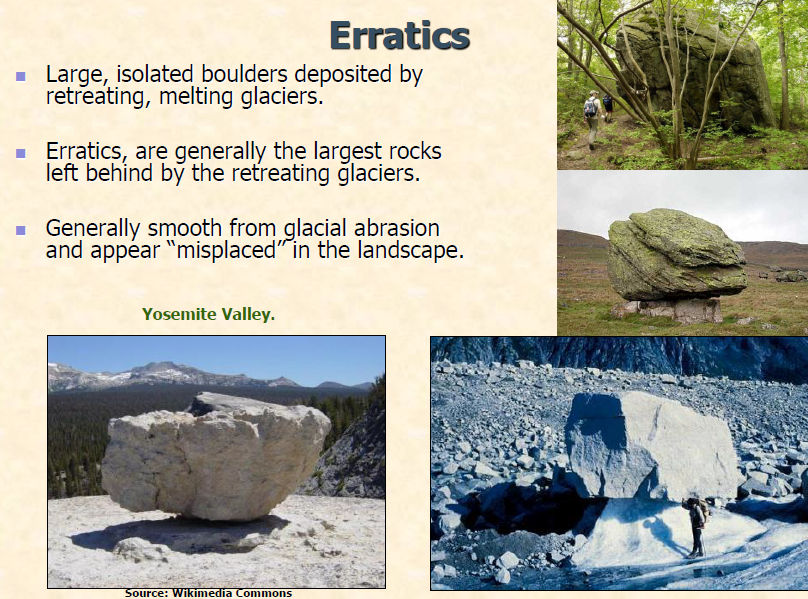 Erratics
Large, isolated boulders deposited by
retreating, melting glaciers.
Erratics, are generally the largest rocks
left behind by the retreating glaciers.
Generally smooth from glacial abrasion
and appear “misplaced” in the landscape.
Yosemite Valley.
Source: Wikimedia Commons